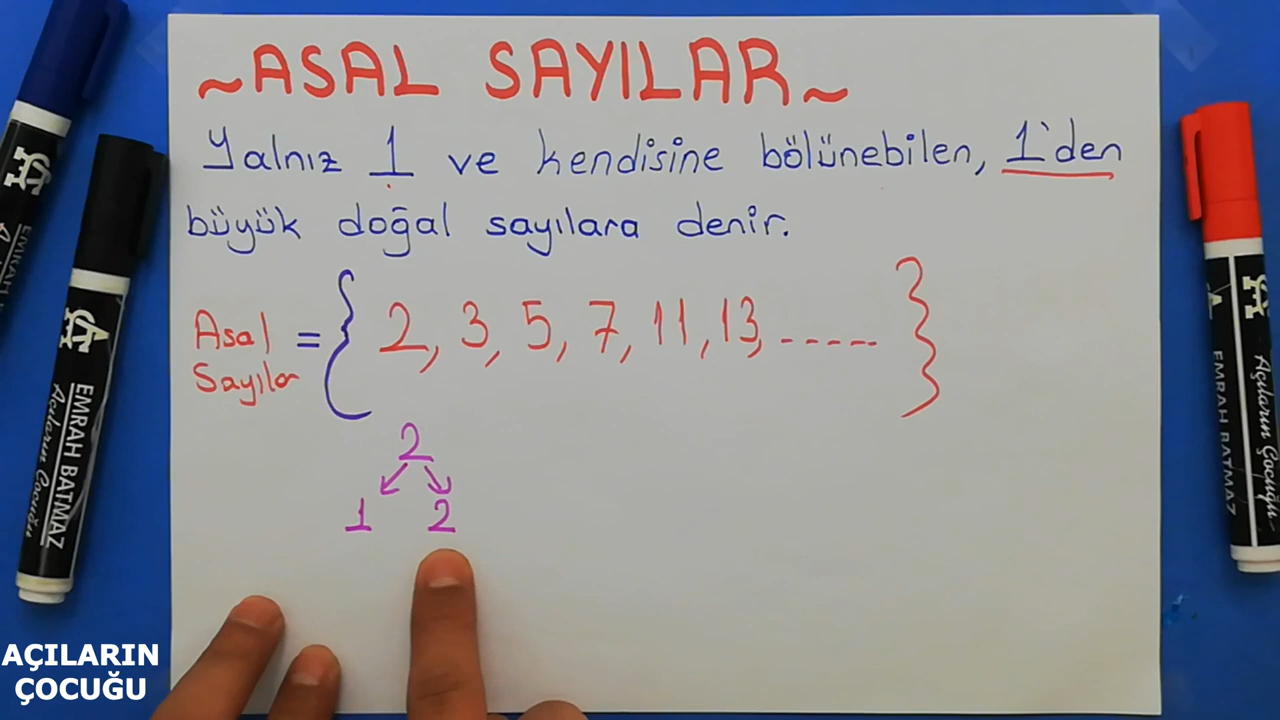 ~ASAL SAYILAR~
Yalnız 1 ve kendisine bölünebilen, 1'den
büyük doğal sayılara denir.
Asal Sayılar = { 2, 3, 5, 7, 11, 13, ..... }
2
1 2
EMRAH BATMAZ
Açıların Çocuğu
EMRAH BATMAZ
Açıların Çocuğu
AÇILARIN
ÇOCUĞU